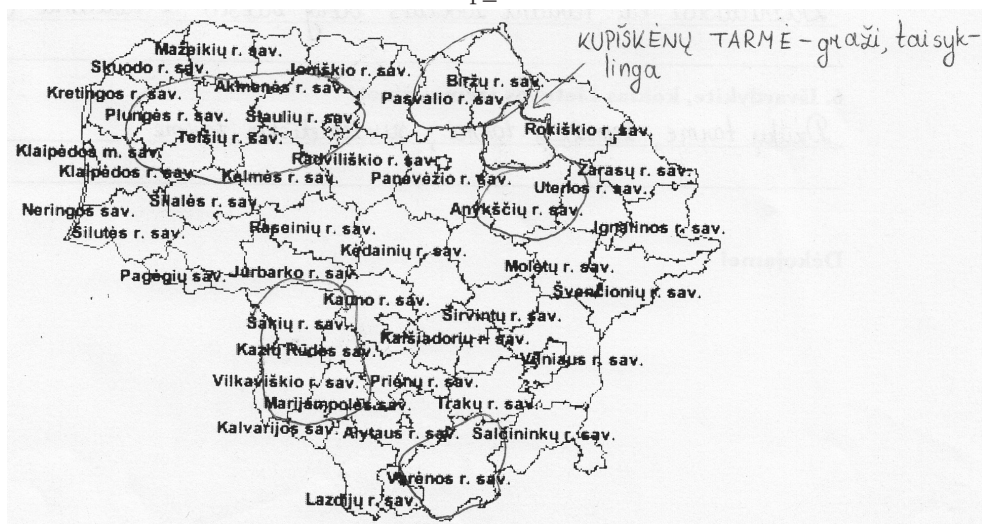 KUPIŠKĖNŲ TARMĖ – graži, taisyk-
linga
Mažeikių r. sav.
Skuodo r. sav.
Joniškio r. sav.
Biržų r. sav.
Kretingos r. sav.
Akmenės r. sav.
Pasvalio r. sav.
Plungės r. sav.
Šiaulių r. sav.
Rokiškio r. sav.
Telšių r. sav.
Klaipėdos m. sav.
Radviliškio r. sav.
Klaipėdos r. sav.
Kelmės r. sav.
Panevėžio r. sav.
Zarasų r. sav.
Utenos r. sav.
Neringos sav.
Šilalės r. sav.
Anykščių r. sav.
Šilutės r. sav.
Raseinių r. sav.
Ignalinos r. sav.
Kėdainių r. sav.
Pagėgių sav.
Jurbarko r. sav.
Molėtų r. sav.
Švenčionių r. sav.
Kauno r. sav.
Šakių r. sav.
Širvintų r. sav.
Kazlų Rūdos sav.
Kaišiadorių r. sav.
Vilniaus r. sav.
Vilkaviškio r. sav.
Prienų r. sav.
Marijampolės sav.
Trakų r. sav.
Kalvarijos sav.
Alytaus r. sav.
Šalčininkų r. sav.
Varėnos r. sav.
Lazdijų r. sav.